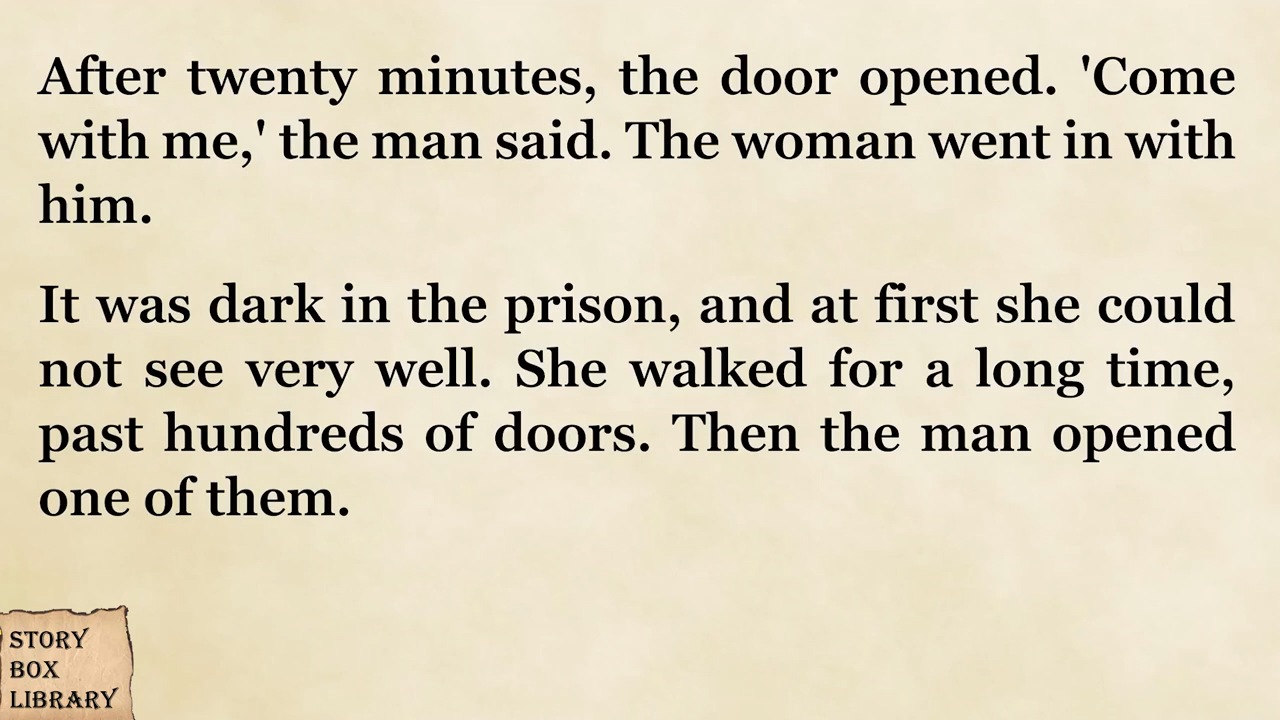 After twenty minutes, the door opened. 'Come
with me,' the man said. The woman went in with
him.
It was dark in the prison, and at first she could
not see very well. She walked for a long time,
past hundreds of doors. Then the man opened
one of them.
STORY
BOX
LIBRARY